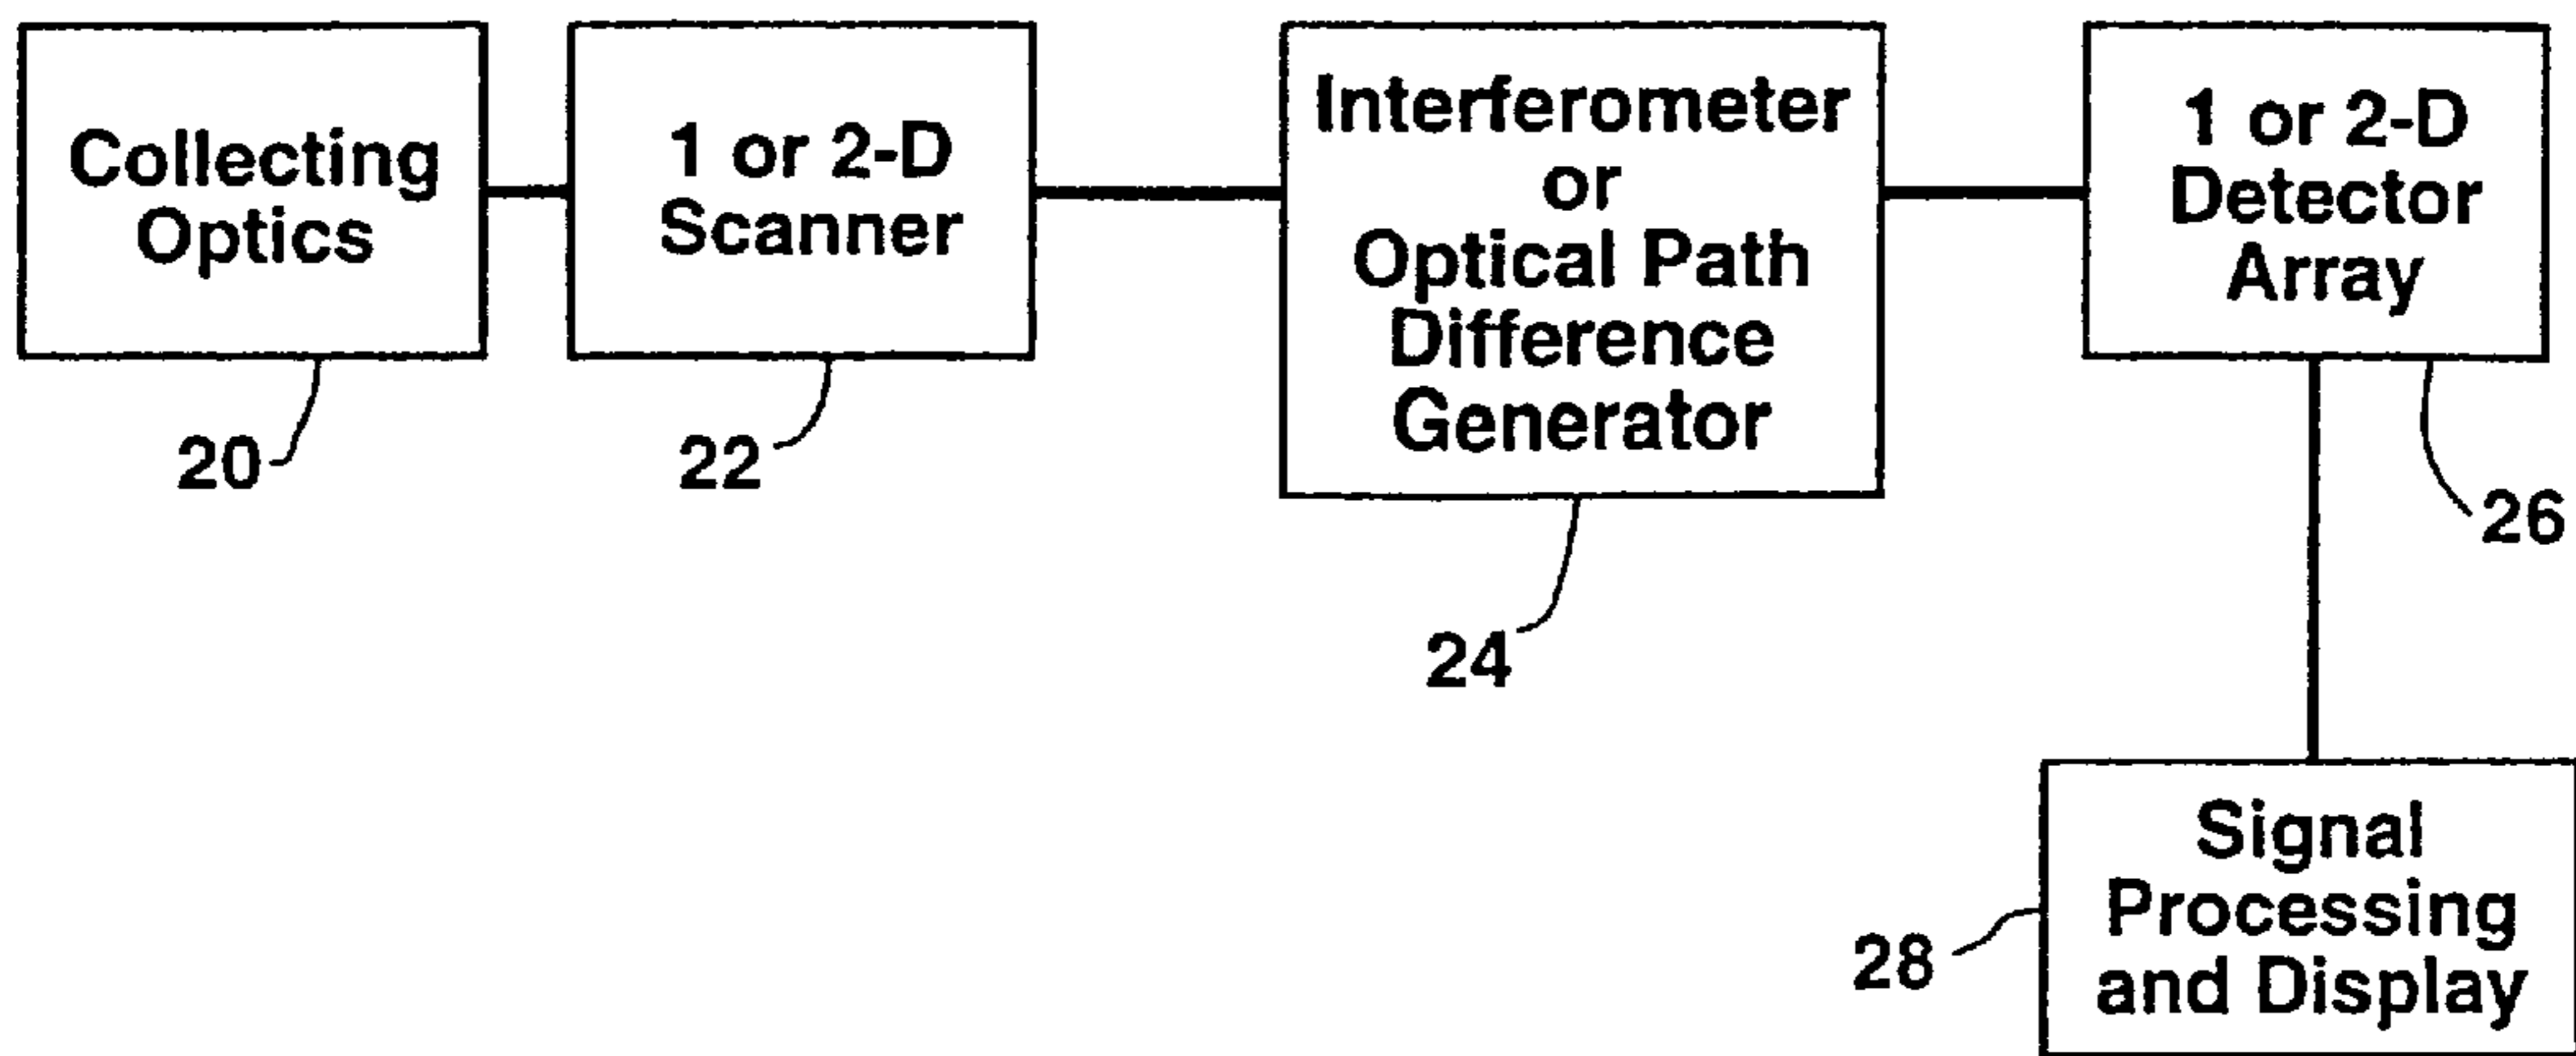 Collecting
Optics
20
1 or 2-D
Scanner
22
Interferometer
or
Optical Path
Difference
Generator
24
1 or 2-D
Detector
Array
26
Signal
Processing
and Display
28